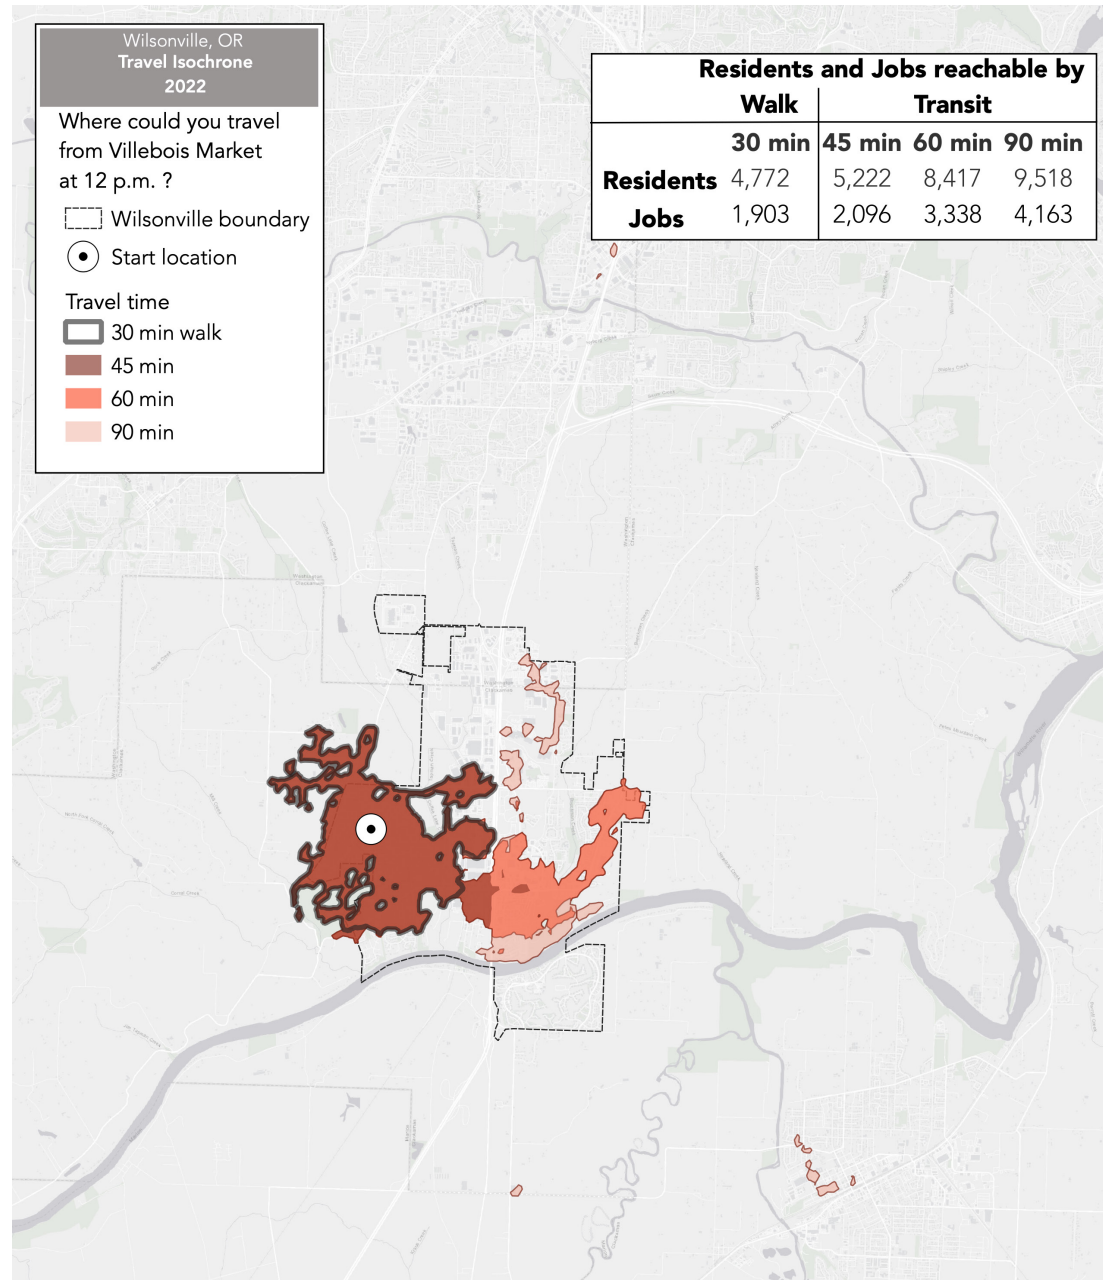 Wilsonville, OR
Travel Isochrone
2022
Where could you travel
from Villebois Market
at 12 p.m. ?
Wilsonville boundary
Start location
Travel time
30 min walk
45 min
60 min
90 min
Residents and Jobs reachable by
Walk Transit
30 min 45 min 60 min 90 min
Residents 4,772 5,222 8,417 9,518
Jobs 1,903 2,096 3,338 4,163